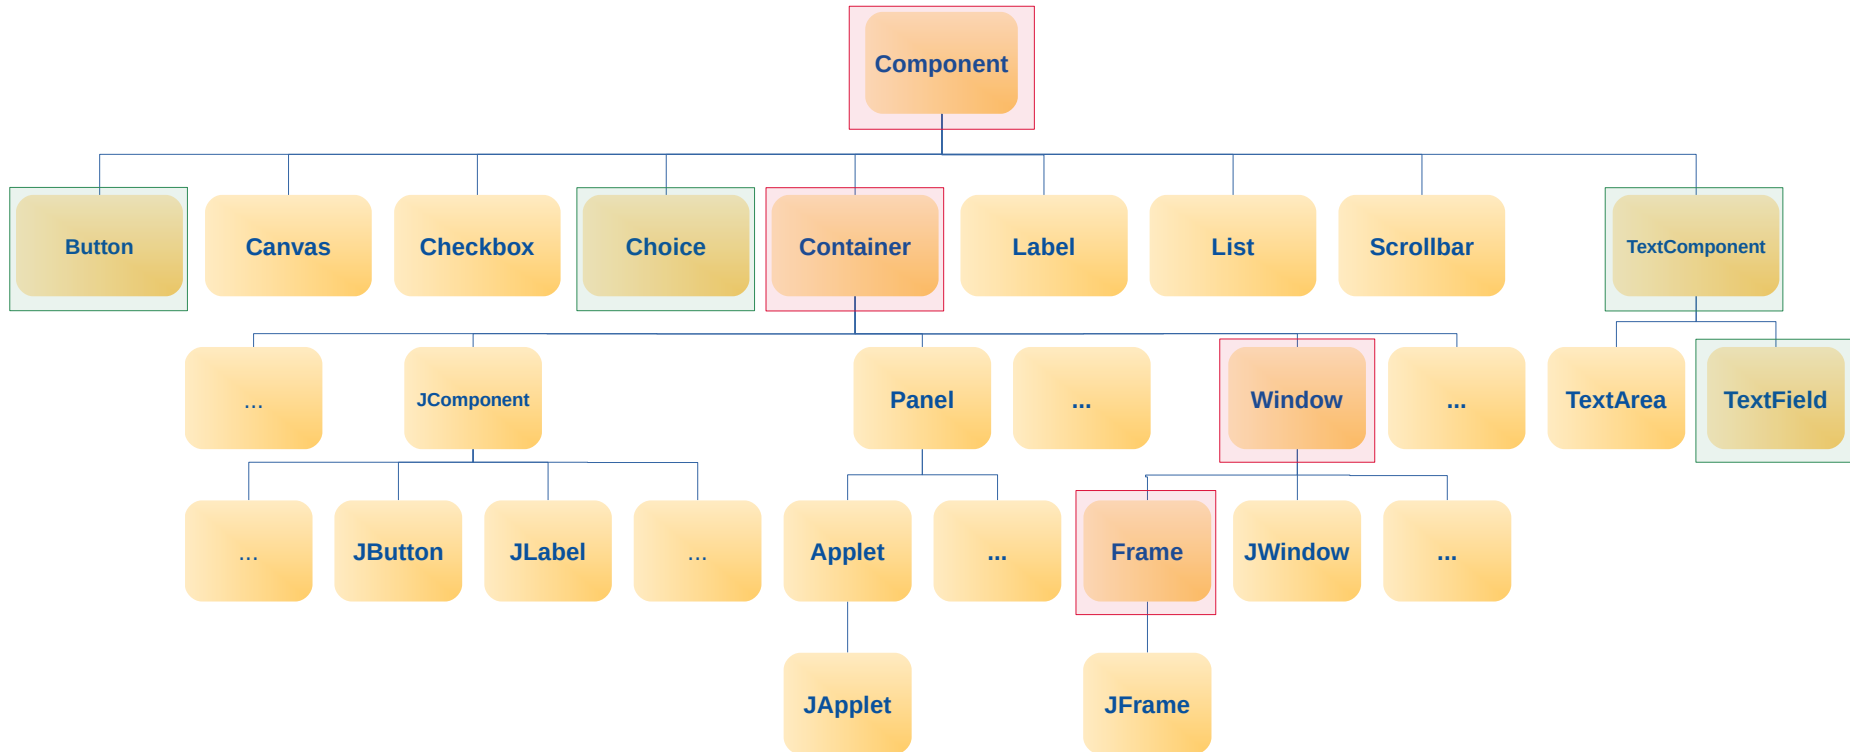 Component
Button
Canvas
Checkbox
Choice
Container
Label
List
Scrollbar
TextComponent
...
JComponent
Panel
...
Window
...
TextArea
TextField
...
JButton
JLabel
...
Applet
...
Frame
JWindow
...
JApplet
JFrame